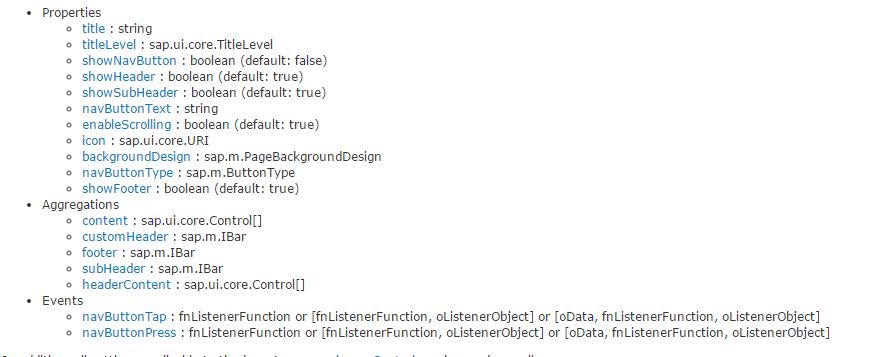 Properties
title : string
titleLevel : sap.ui.core.TitleLevel
showNavButton : boolean (default: false)
showHeader : boolean (default: true)
showSubHeader : boolean (default: true)
navButtonText : string
enableScrolling : boolean (default: true)
icon : sap.ui.core.URI
backgroundDesign : sap.m.PageBackgroundDesign
navButtonType : sap.m.ButtonType
showFooter : boolean (default: true)
Aggregations
content : sap.ui.core.Control[]
customHeader : sap.m.IBar
footer : sap.m.IBar
subHeader : sap.m.IBar
headerContent : sap.ui.core.Control[]
Events
navButtonTap : fnListenerFunction or [fnListenerFunction, oListenerObject] or [oData, fnListenerFunction, oListenerObject]
navButtonPress : fnListenerFunction or [fnListenerFunction, oListenerObject] or [oData, fnListenerFunction, oListenerObject]